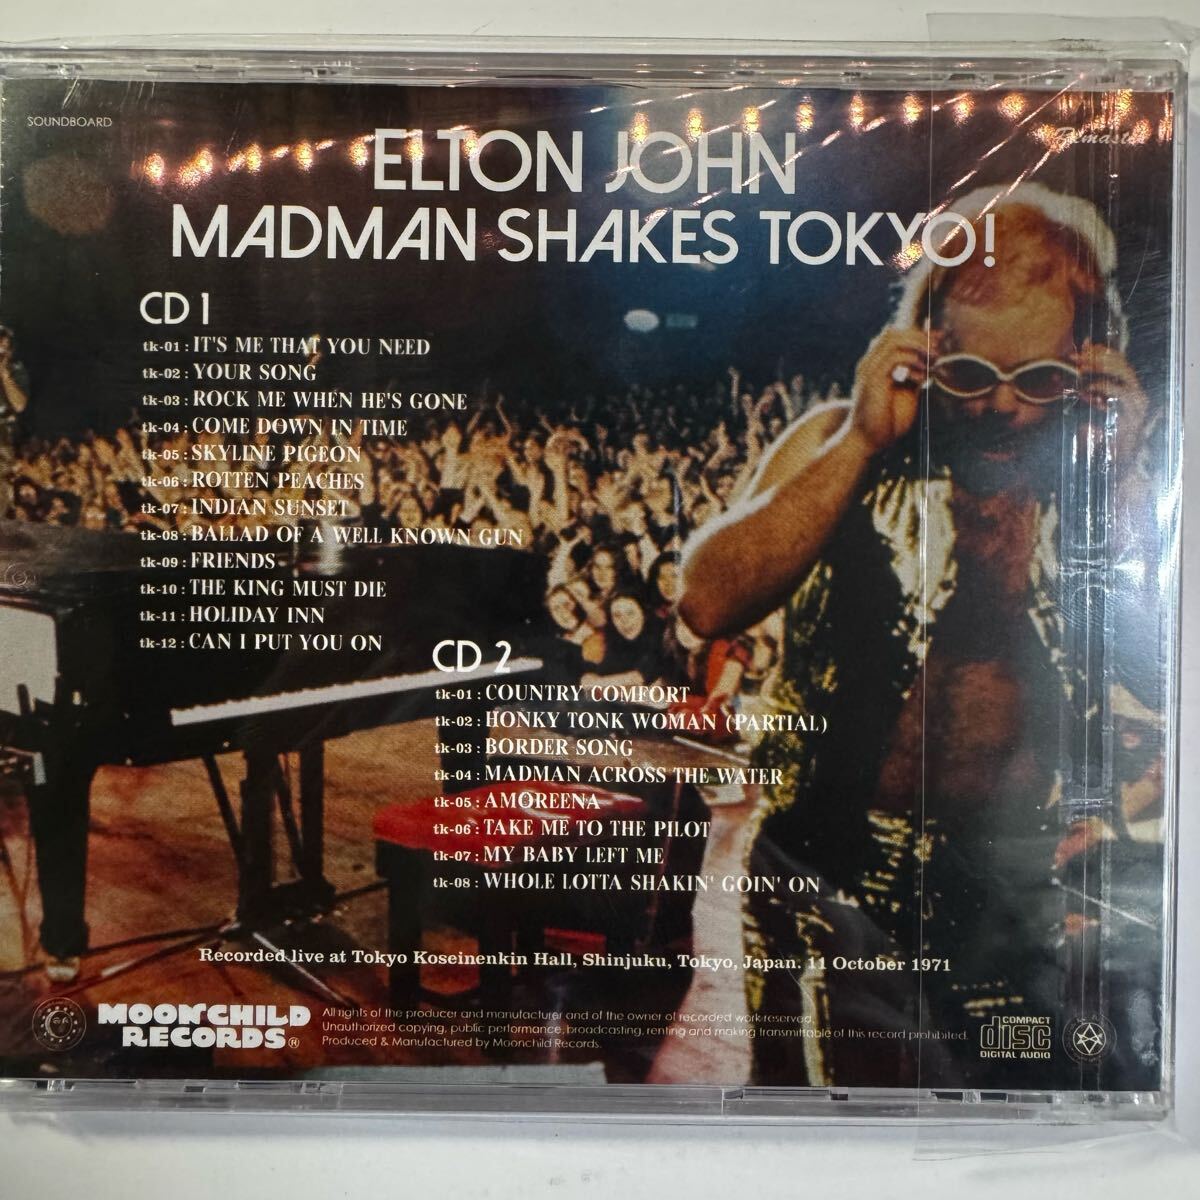 SOUNDBOARD
Remaster
ELTON JOHN
MADMAN SHAKES TOKYO!
CD 1
tk-01 : IT'S ME THAT YOU NEED
tk-02 : YOUR SONG
tk-03 : ROCK ME WHEN HE'S GONE
tk-04 : COME DOWN IN TIME
tk-05 : SKYLINE PIGEON
tk-06 : ROTTEN PEACHES
tk-07 : INDIAN SUNSET
tk-08 : BALLAD OF A WELL KNOWN GUN
tk-09 : FRIENDS
tk-10 : THE KING MUST DIE
tk-11 : HOLIDAY INN
tk-12 : CAN I PUT YOU ON
CD 2
tk-01 : COUNTRY COMFORT
tk-02 : HONKY TONK WOMAN (PARTIAL)
tk-03 : BORDER SONG
tk-04 : MADMAN ACROSS THE WATER
tk-05 : AMOREENA
tk-06 : TAKE ME TO THE PILOT
tk-07 : MY BABY LEFT ME
tk-08 : WHOLE LOTTA SHAKIN' GOIN' ON
Recorded live at Tokyo Koseinenkin Hall, Shinjuku, Tokyo, Japan. 11 October 1971
MOONCHILD
RECORDS®
All rights of the producer and manufacturer and of the owner of recorded work reserved.
Unauthorized copying, public performance, broadcasting, renting and making transmittable of this record prohibited.
Produced & Manufactured by Moonchild Records.
COMPACT
disc
DIGITAL AUDIO